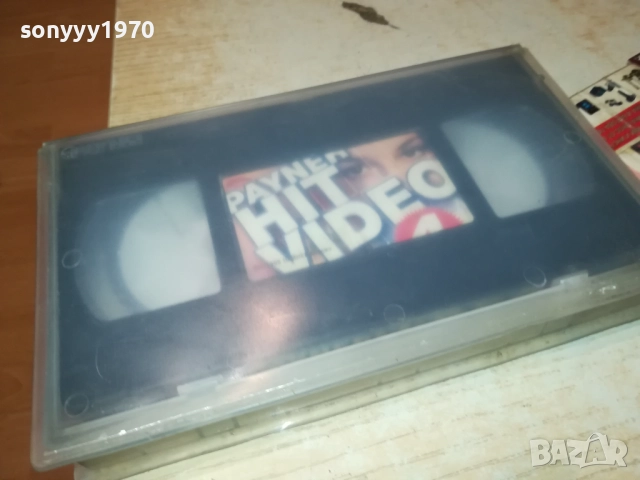 sonyyy1970
PAYNER
HIT
VIDEO
4
BAZAR